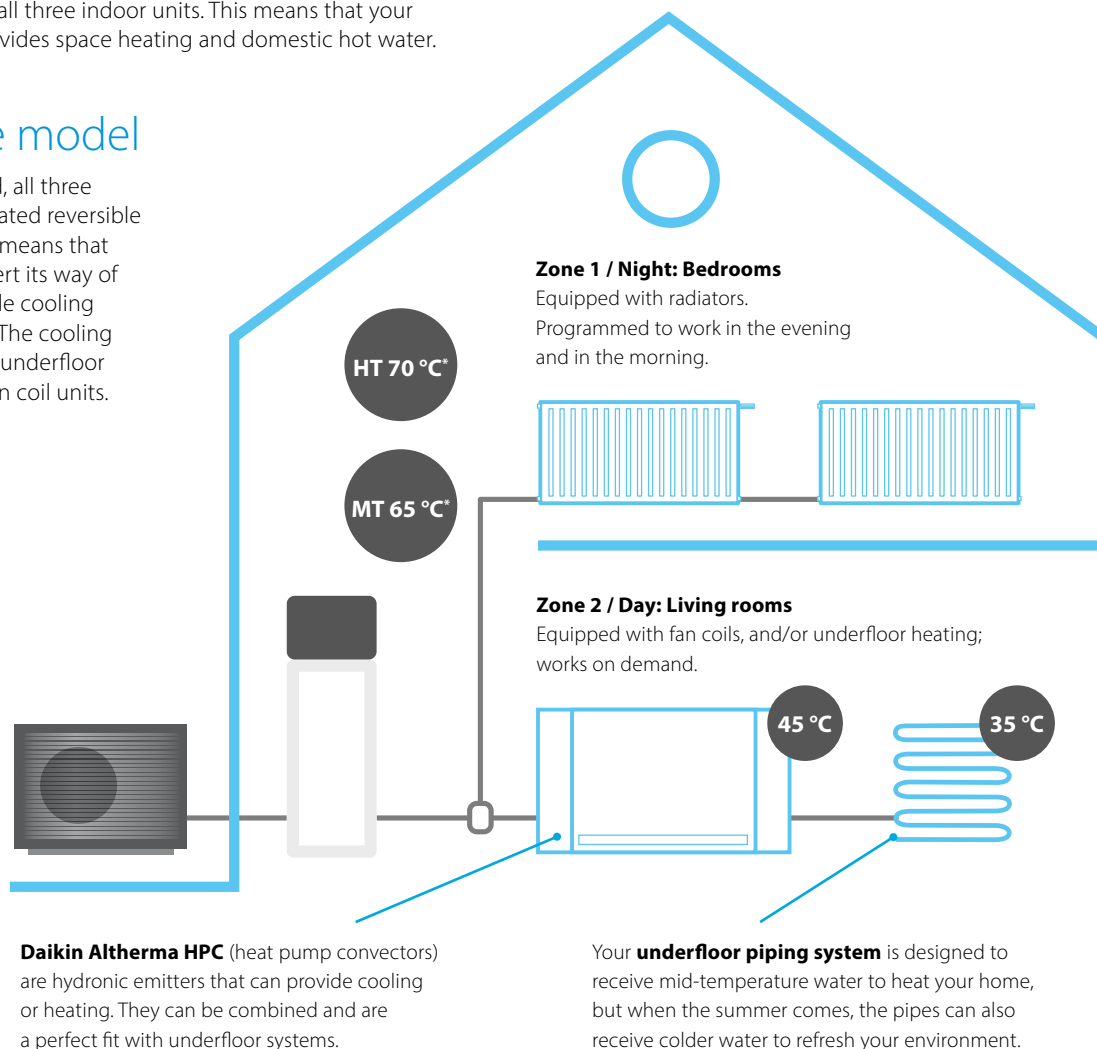 all three indoor units. This means that your
vides space heating and domestic hot water.
model
, all three
ated reversible
means that
ert its way of
le cooling
The cooling
underfloor
n coil units.
HT 70 °C*
MT 65 °C*
Zone 1 / Night: Bedrooms
Equipped with radiators.
Programmed to work in the evening
and in the morning.
Zone 2 / Day: Living rooms
Equipped with fan coils, and/or underfloor heating;
works on demand.
45 °C
35 °C
Daikin Altherma HPC (heat pump convectors)
are hydronic emitters that can provide cooling
or heating. They can be combined and are
a perfect fit with underfloor systems.
Your underfloor piping system is designed to
receive mid-temperature water to heat your home,
but when the summer comes, the pipes can also
receive colder water to refresh your environment.